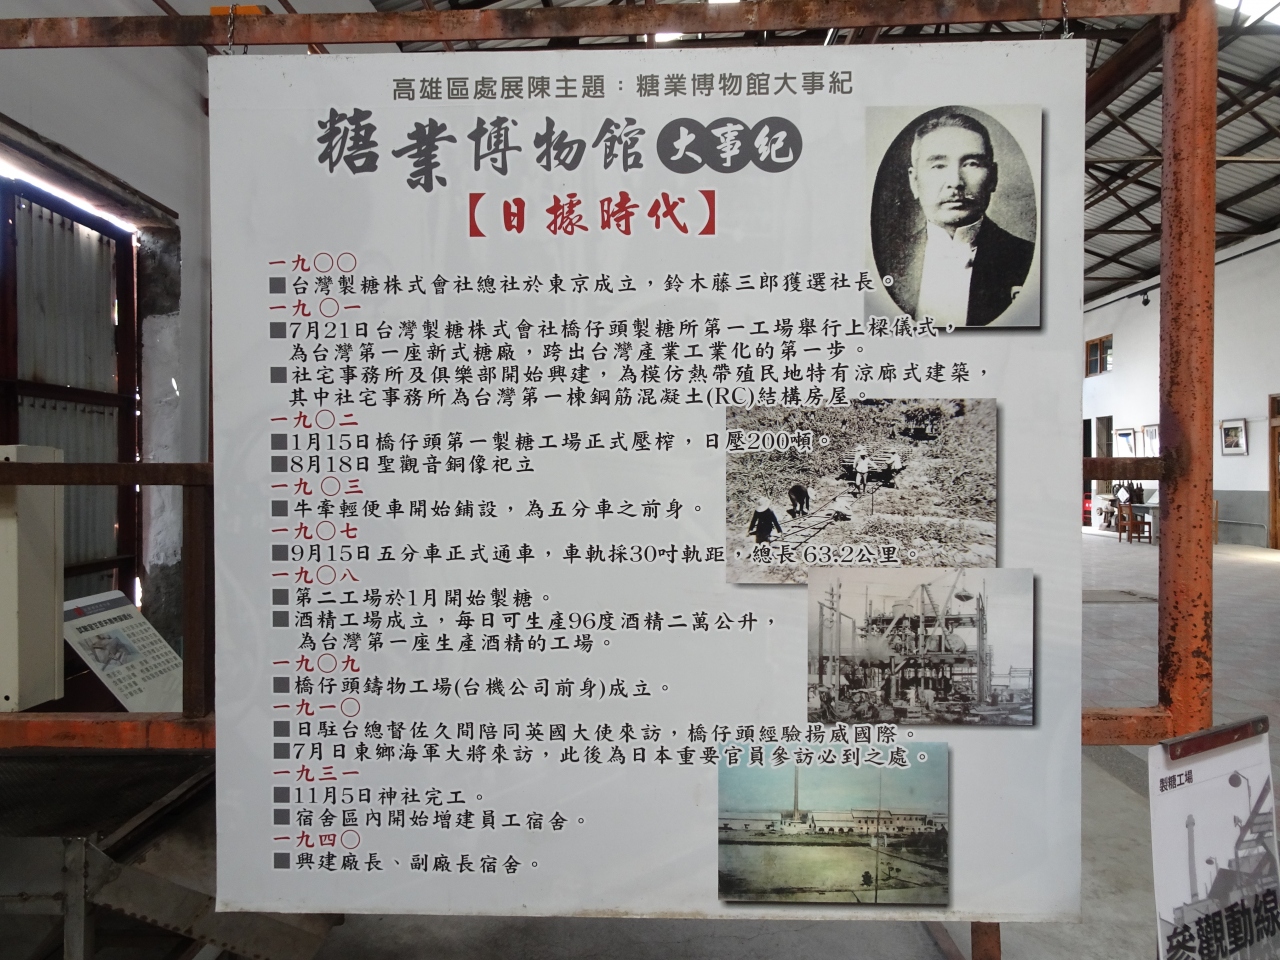 高雄區處展陳主題：糖業博物館大事紀
糖業博物館大事紀
【日據時代】
一九〇〇
■台灣製糖株式會社總社於東京成立，鈴木藤三郎獲選社長。
一九〇一
■7月21日台灣製糖株式會社橋仔頭製糖所第一工場舉行上樑儀式，
為台灣第一座新式糖廠，跨出台灣產業工業化的第一步。
■社宅事務所及俱樂部開始興建，為模仿熱帶殖民地特有涼廊式建築，
其中社宅事務所為台灣第一棟鋼筋混凝土(RC)結構房屋。
一九〇二
■1月15日橋仔頭第一製糖工場正式壓榨，日壓200噸。
■8月18日聖觀音銅像祀立
一九〇三
■牛牽輕便車開始鋪設，為五分車之前身。
一九〇七
■9月15日五分車正式通車，車軌採30吋軌距，總長 63.2公里。
一九〇八
■第二工場於1月開始製糖。
■酒精工場成立，每日可生產96度酒精二萬公升，
為台灣第一座生產酒精的工場。
一九〇九
■橋仔頭鑄物工場(台機公司前身)成立。
一九一〇
■日駐台總督佐久間陪同英國大使來訪，橋仔頭經驗揚威國際。
■7月日東鄉海軍大將來訪，此後為日本重要官員參訪必到之處。
一九三一
■11月5日神社完工。
■宿舍區內開始增建員工宿舍。
一九四〇
■興建廠長、副廠長宿舍。
製糖工場
參觀動線